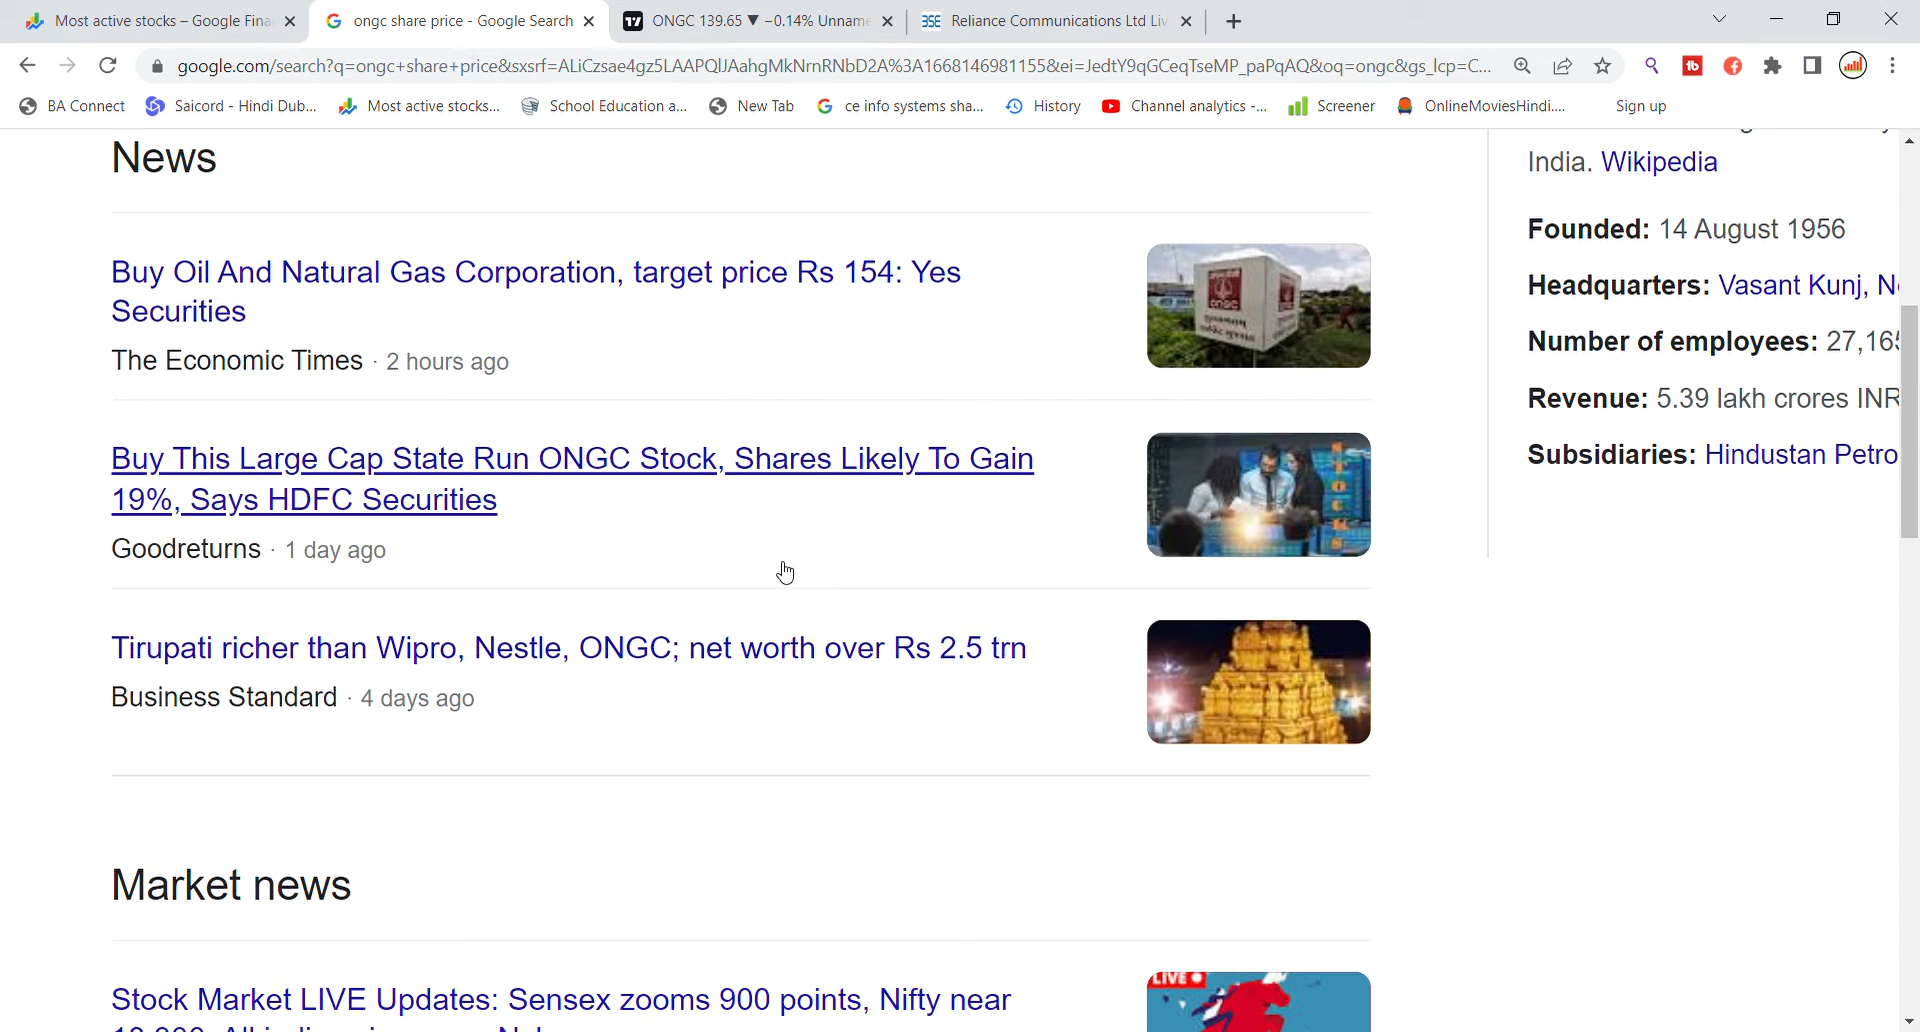 Most active stocks – Google Fina
ongc share price - Google Search
ONGC 139.65 ▼ −0.14% Unname
Reliance Communications Ltd Liv
google.com/search?q=ongc+share+price&sxsrf=ALiCzsae4gz5LAAPQlJAahgMkNrnRNbD2A%3A1668146981155&ei=JedtY9qGCeqTseMP_paPqAQ&oq=ongc&gs_lcp=C...
BA Connect
Saicord - Hindi Dub...
Most active stocks...
School Education a...
New Tab
ce info systems sha...
History
Channel analytics -...
Screener
OnlineMoviesHindi....
Sign up
News
Buy Oil And Natural Gas Corporation, target price Rs 154: Yes
Securities
The Economic Times · 2 hours ago
Buy This Large Cap State Run ONGC Stock, Shares Likely To Gain
19%, Says HDFC Securities
Goodreturns · 1 day ago
Tirupati richer than Wipro, Nestle, ONGC; net worth over Rs 2.5 trn
Business Standard · 4 days ago
Market news
Stock Market LIVE Updates: Sensex zooms 900 points, Nifty near
LIVE
India. Wikipedia
Founded: 14 August 1956
Headquarters: Vasant Kunj, N
Number of employees: 27,165
Revenue: 5.39 lakh crores INR
Subsidiaries: Hindustan Petro